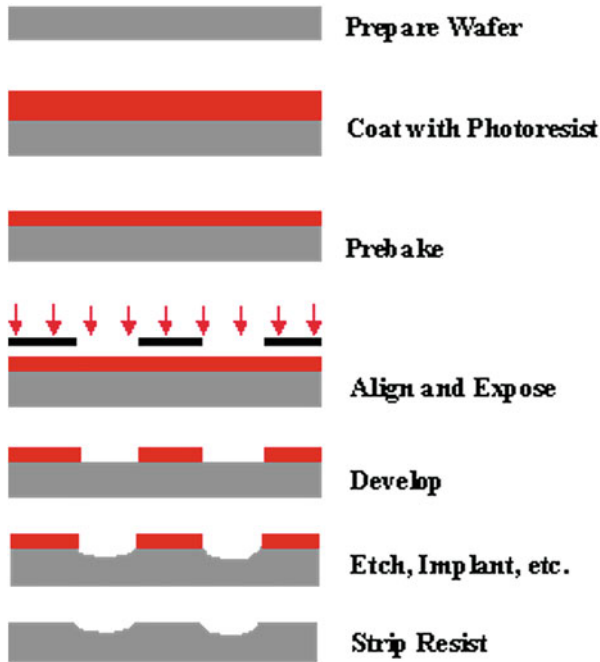 Prepare Wafer
Coat with Photoresist
Prebake
Align and Expose
Develop
Etch, Implant, etc.
Strip Resist